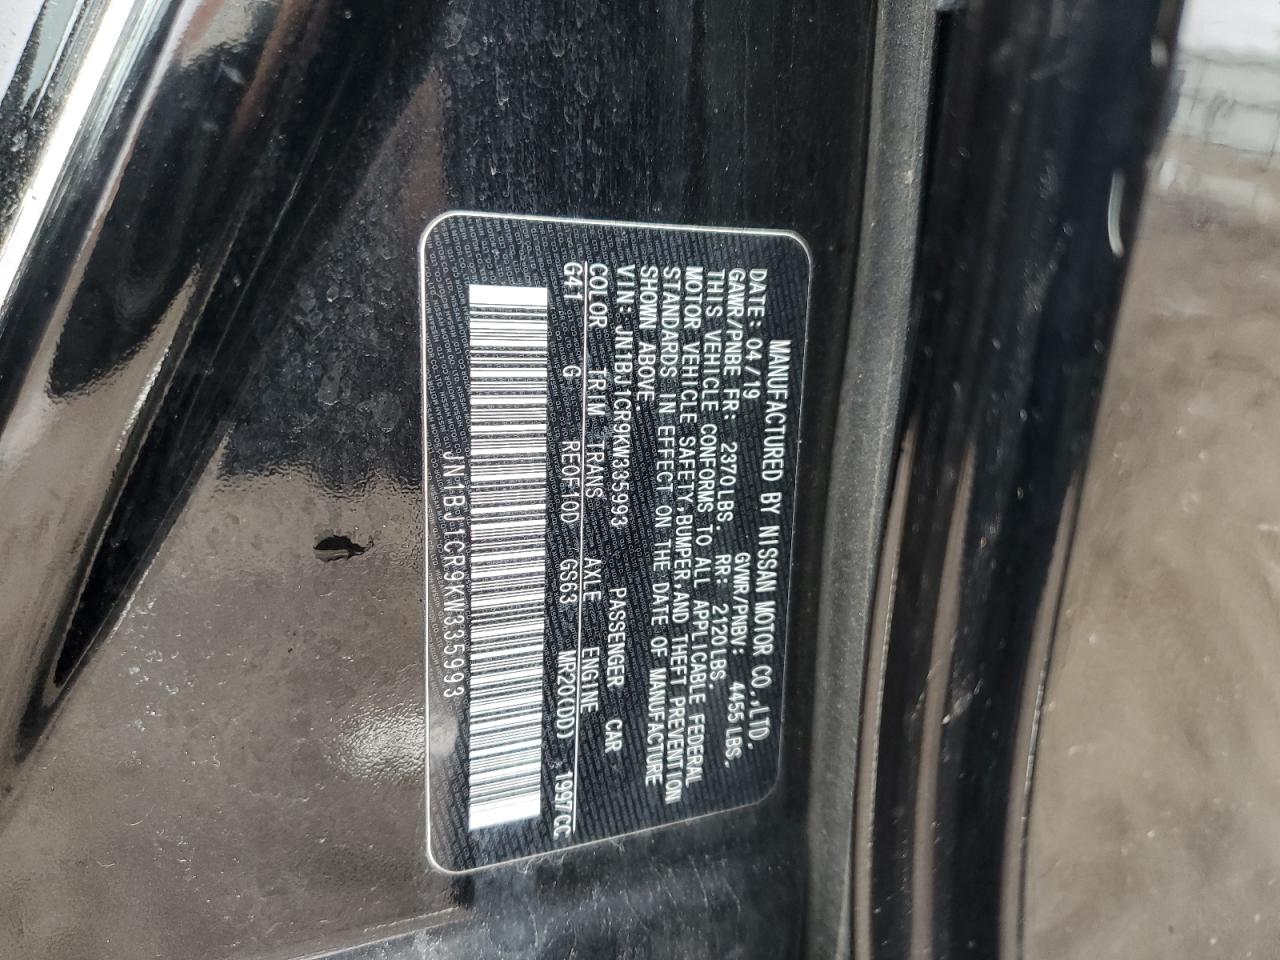 MANUFACTURED BY NISSAN MOTOR CO.,LTD.
DATE: 04/19 GVWR/PNBV: 4455LBS.
GAWR/PNBE FR: 2370LBS. RR: 2120LBS.
THIS VEHICLE CONFORMS TO ALL APPLICABLE FEDERAL
MOTOR VEHICLE SAFETY,BUMPER,AND THEFT PREVENTION
STANDARDS IN EFFECT ON THE DATE OF MANUFACTURE
SHOWN ABOVE.
VIN: JN1BJ1CR9KW335993 PASSENGER CAR
COLOR TRIM TRANS AXLE ENGINE
G41 G RE0F10D GS63 MR20(DD) 1997CC
JN1BJ1CR9KW335993